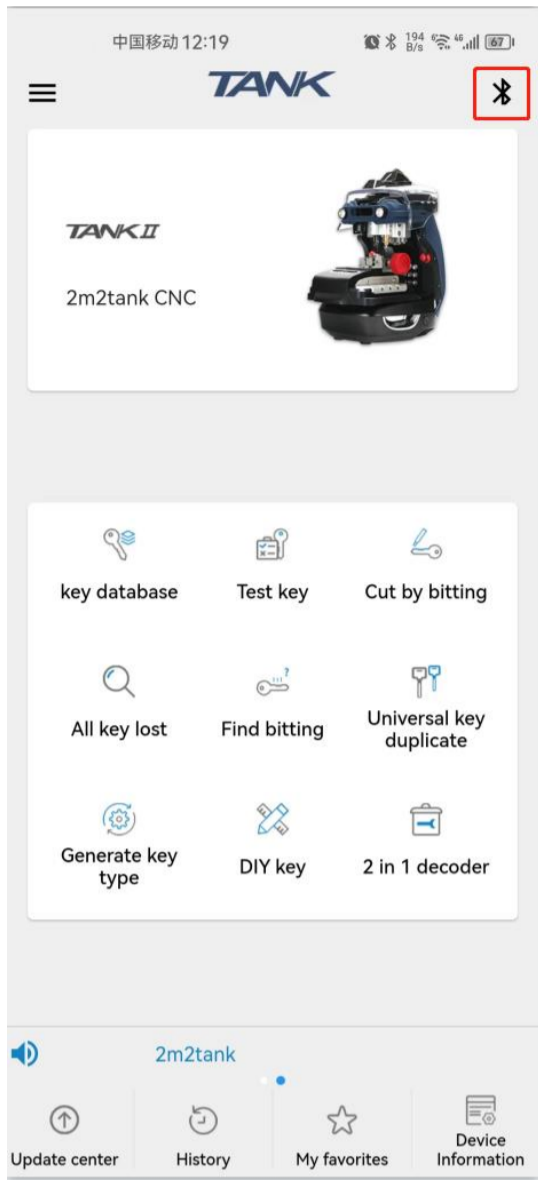 中国移动 12:19 194 B/s 46 67
TANK
TANK II
2m2tank CNC
key database Test key Cut by bitting
All key lost Find bitting Universal key
duplicate
Generate key
type DIY key 2 in 1 decoder
2m2tank
Update center History My favorites Device
Information